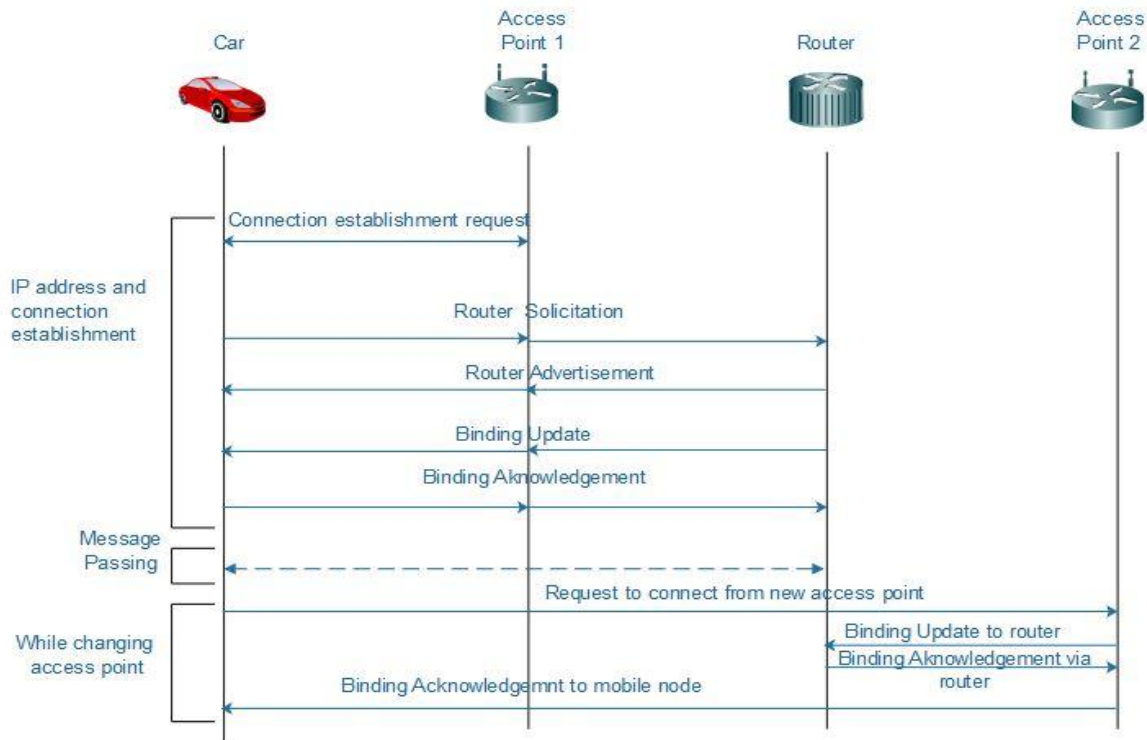 Car
Access
Point 1
Router
Access
Point 2
Connection establishment request
IP address and
connection
establishment
Router Solicitation
Router Advertisement
Binding Update
Binding Aknowledgement
Message
Passing
Request to connect from new access point
While changing
access point
Binding Update to router
Binding Aknowledgement via
router
Binding Acknowledgemnt to mobile node